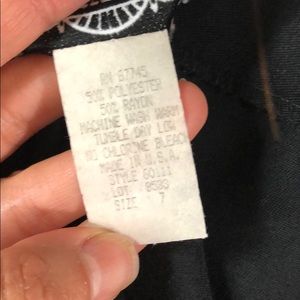 RN 67745
50% POLYESTER
50% RAYON
MACHINE WASH WARM
TUMBLE DRY LOW
NO CHLORINE BLEACH
MADE IN U.S.A.
STYLE 60111
LOT 8580
SIZE 7